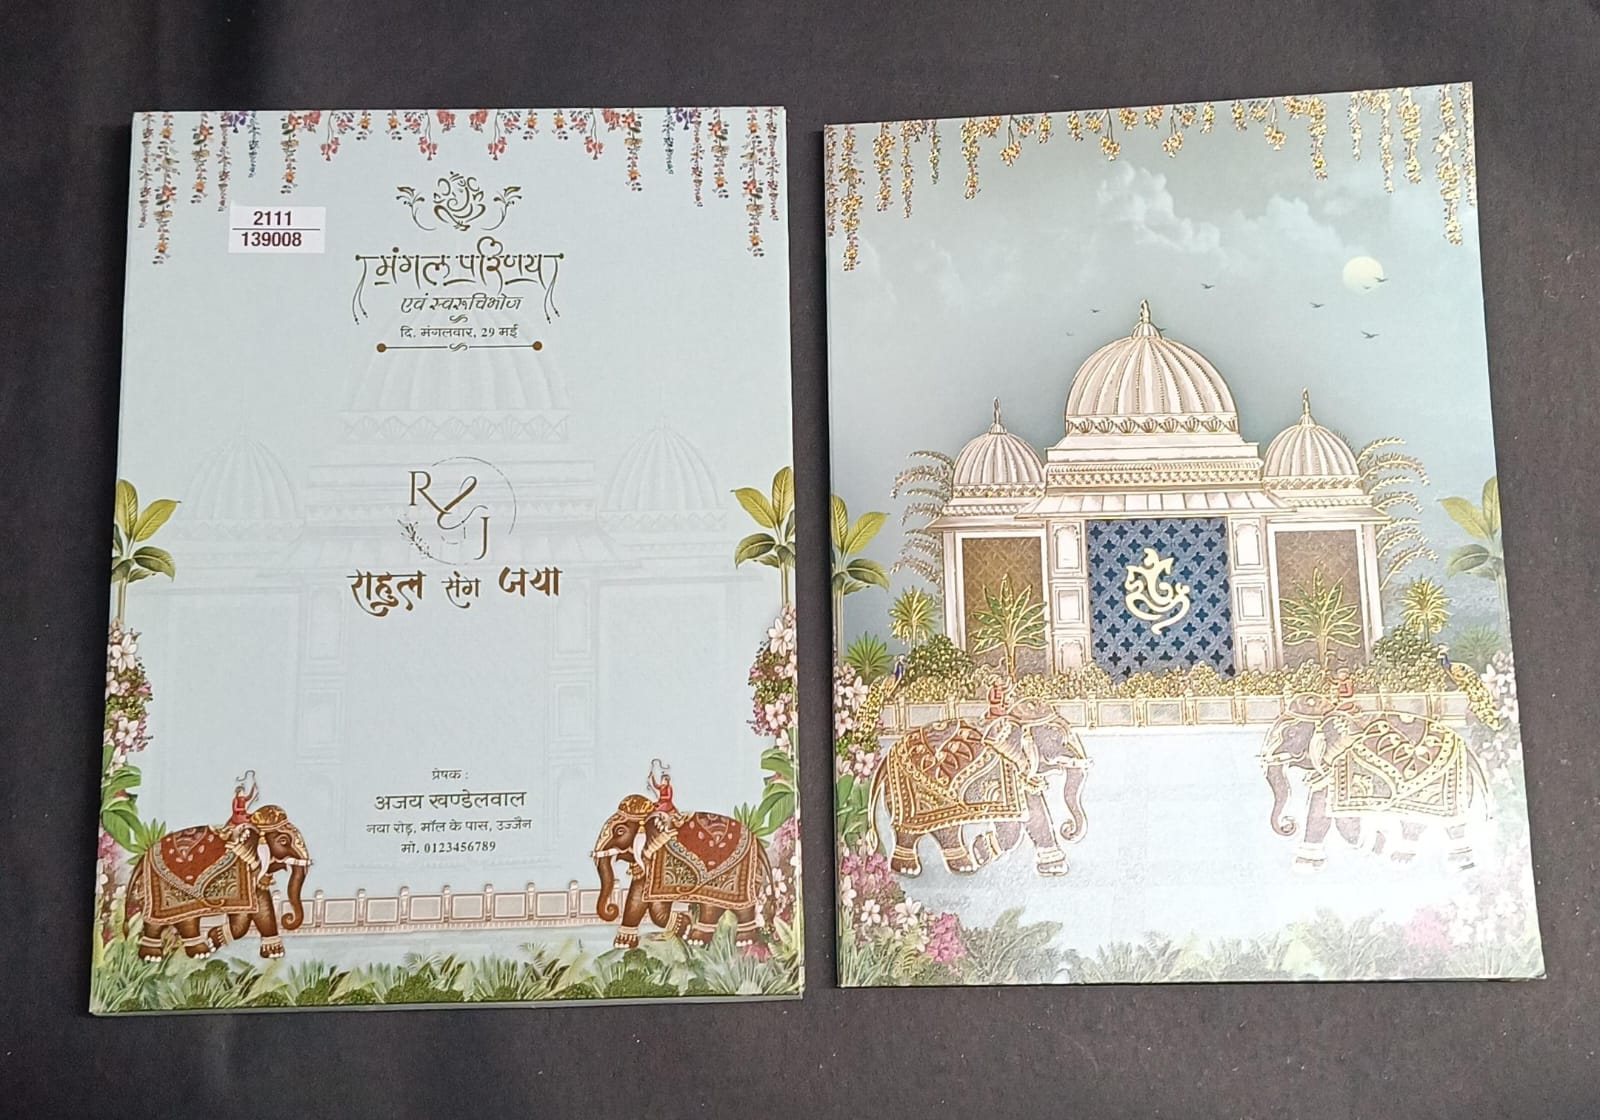 2111
139008
मंगल परिणय
एवं स्वरूचिभोज
दि. मंगलवार, 29 मई
R & J
राहुल संग जया
प्रेषक :
अजय खण्डेलवाल
नया रोड़, मॉल के पास, उज्जैन
मो. 0123456789